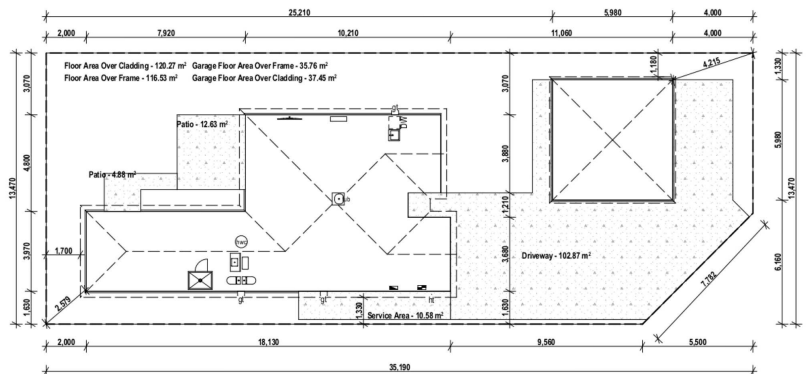 25,210 5,980 4,000
2,000 7,920 10,210 11,060 4,000
Floor Area Over Cladding - 120.27 m² Garage Floor Area Over Frame - 35.76 m²
Floor Area Over Frame - 116.53 m² Garage Floor Area Over Cladding - 37.45 m²
4,215
1,180
1,330
3,070
3,070
Patio - 12.63 m²
DW
Patio - 4.88 m²
4,800
3,880
5,980
13,470
13,470
1,210
hwc
3,970
1,700
3,680
Driveway - 102.87 m²
6,160
7,782
2,579
gt
gt
ht
1,630
1,330
Service Area - 10.58 m²
1,630
2,000 18,130 9,560 5,500
35,190